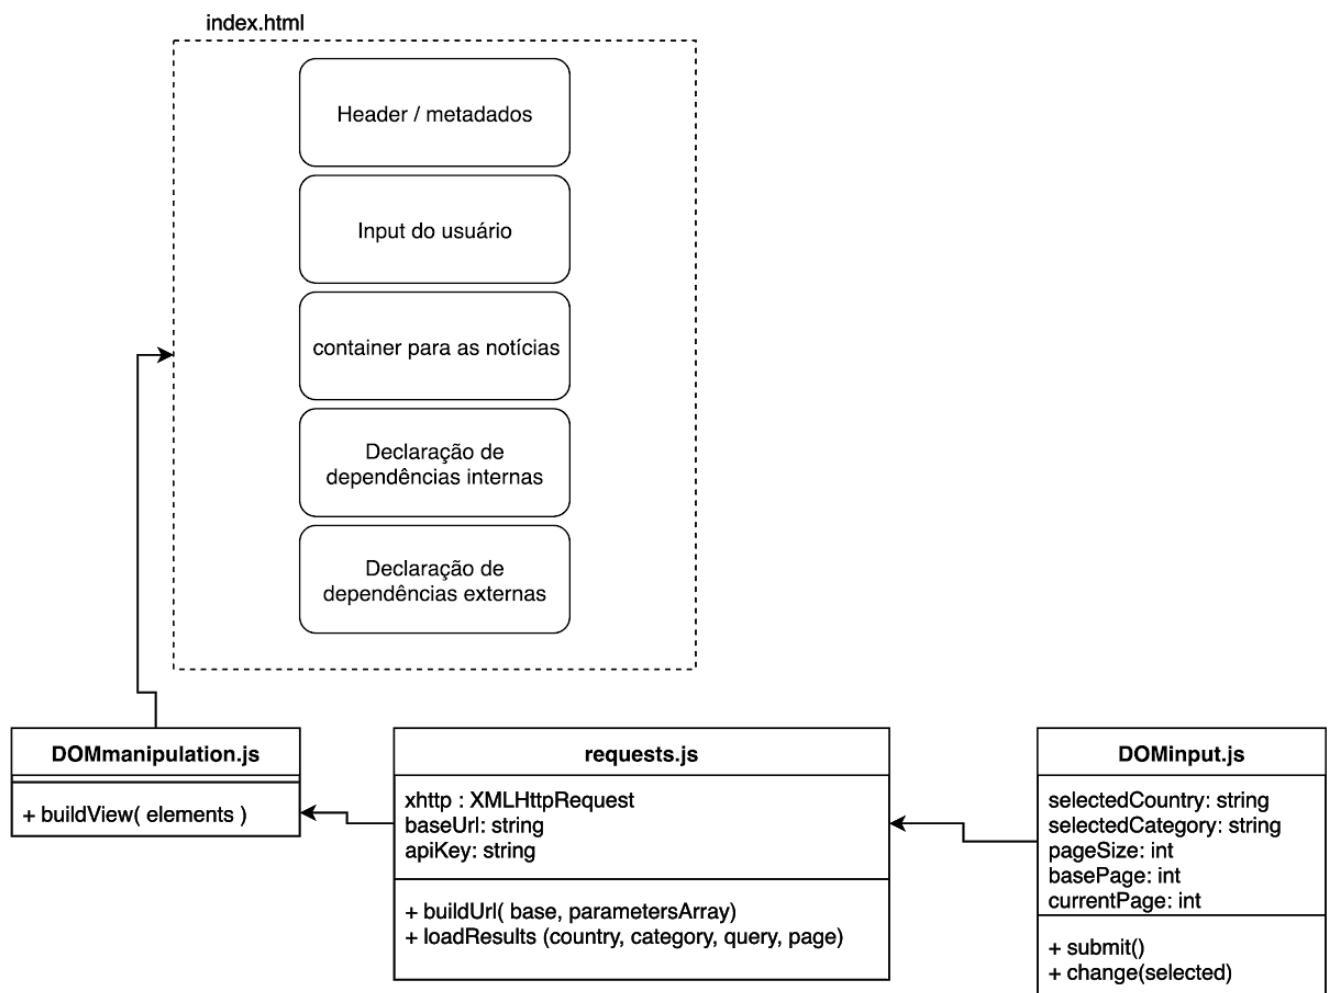 index.html
Header / metadados
Input do usuário
container para as notícias
Declaração de
dependências internas
Declaração de
dependências externas
DOMmanipulation.js
+ buildView( elements )
requests.js
xhttp : XMLHttpRequest
baseUrl: string
apiKey: string
+ buildUrl( base, parametersArray)
+ loadResults (country, category, query, page)
DOMinput.js
selectedCountry: string
selectedCategory: string
pageSize: int
basePage: int
currentPage: int
+ submit()
+ change(selected)